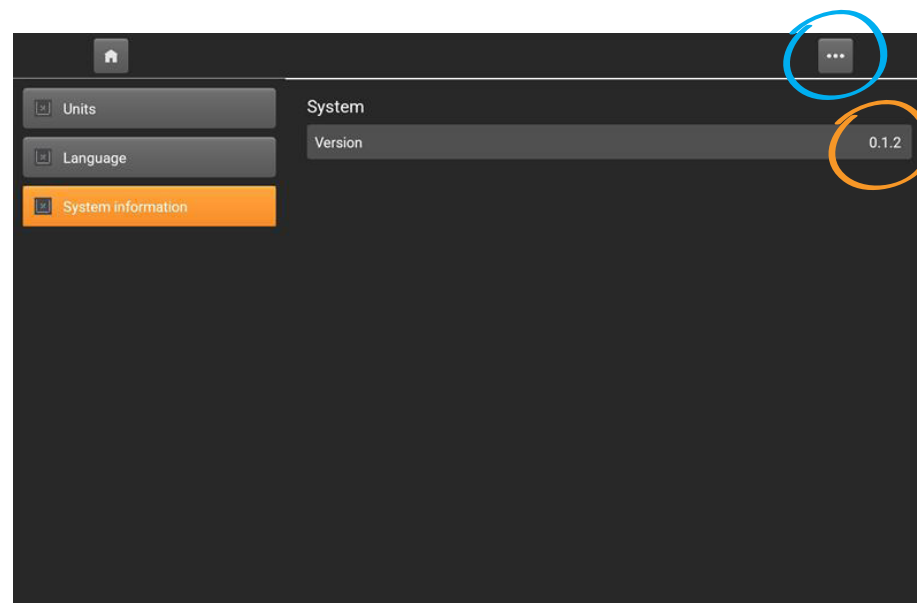 Units
Language
System information
System
Version 0.1.2